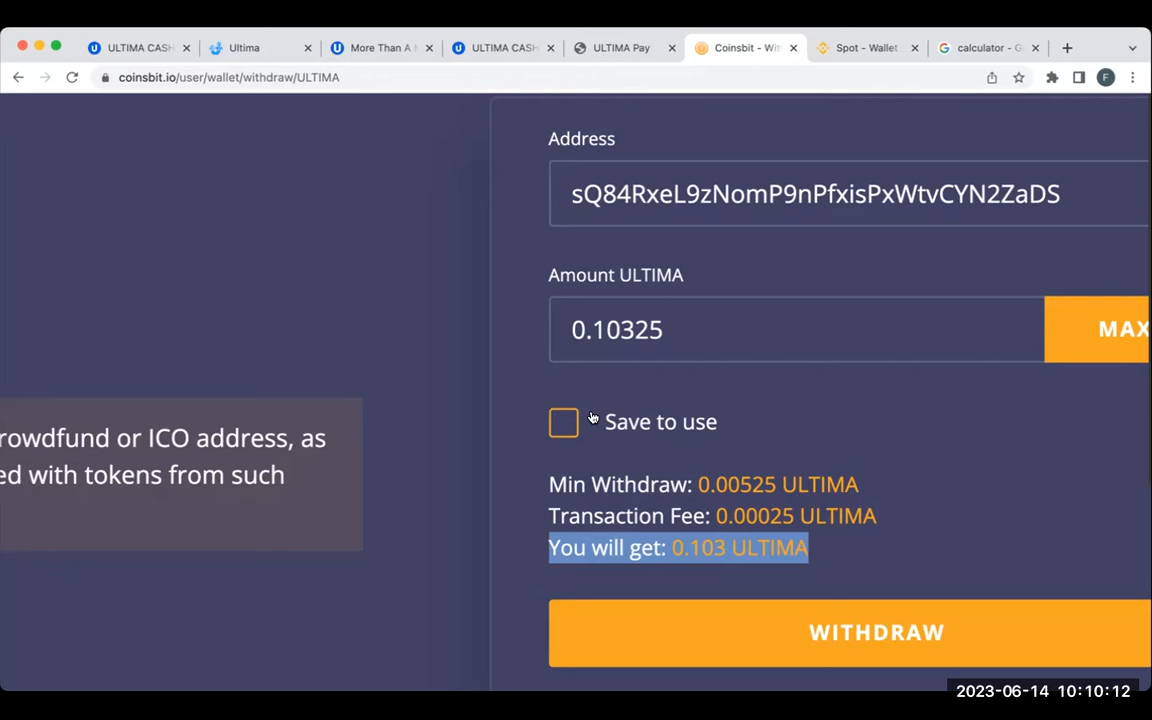 ULTIMA CASH
Ultima
More Than A
ULTIMA CASH
ULTIMA Pay
Coinsbit - Wit
Spot - Wallet
calculator - G
coinsbit.io/user/wallet/withdraw/ULTIMA
F
Address
sQ84RxeL9zNomP9nPfxisPxWtvCYN2ZaDS
Amount ULTIMA
0.10325
MAX
Save to use
rowdfund or ICO address, as
ed with tokens from such
Min Withdraw: 0.00525 ULTIMA
Transaction Fee: 0.00025 ULTIMA
You will get: 0.103 ULTIMA
WITHDRAW
2023-06-14 10:10:12